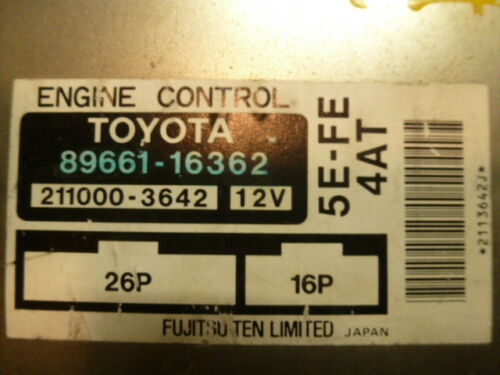 ENGINE CONTROL
TOYOTA
89661-16362
211000-3642 12V
5E-FE
4AT
*2113642J*
26P 16P
FUJITSU TEN LIMITED JAPAN